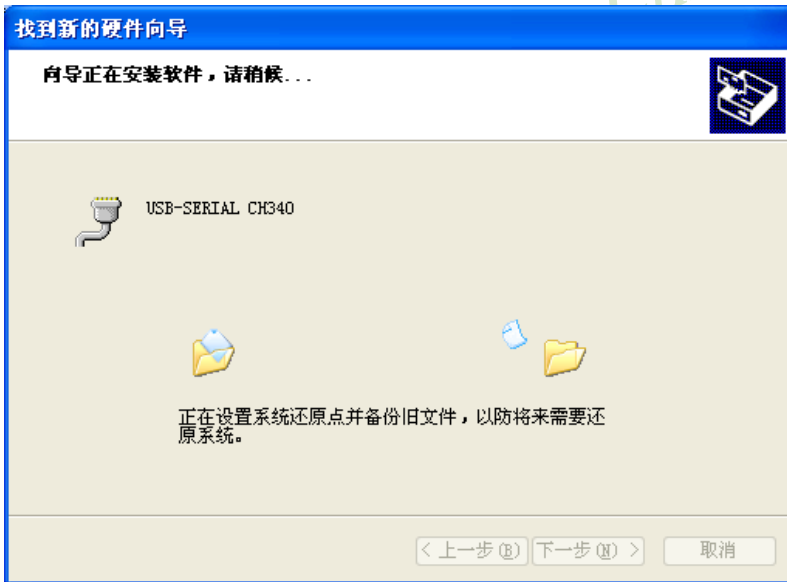 找到新的硬件向导
向导正在安装软件，请稍候...
USB-SERIAL CH340
正在设置系统还原点并备份旧文件，以防将来需要还
原系统。
< 上一步(B) 下一步(N) > 取消